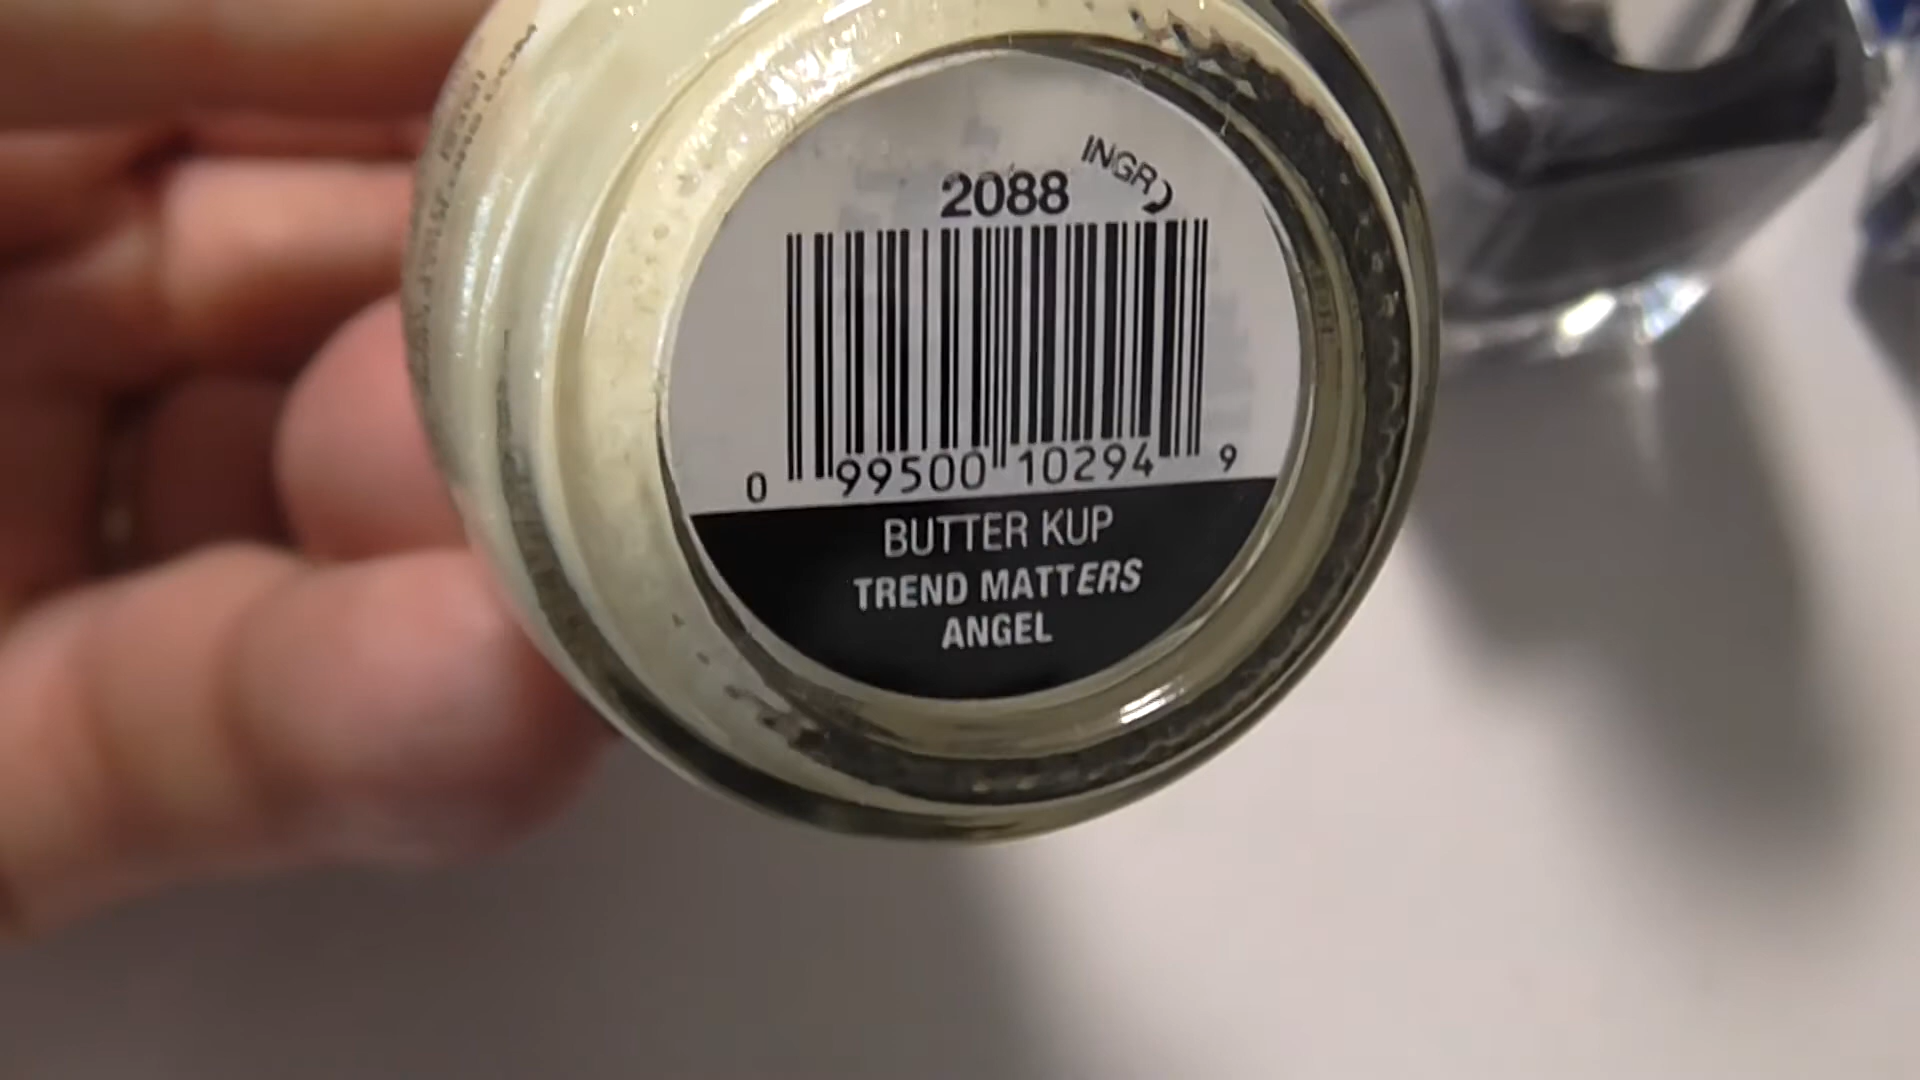 INGR
2088
0 99500 10294 9
BUTTER KUP
TREND MATTERS
ANGEL